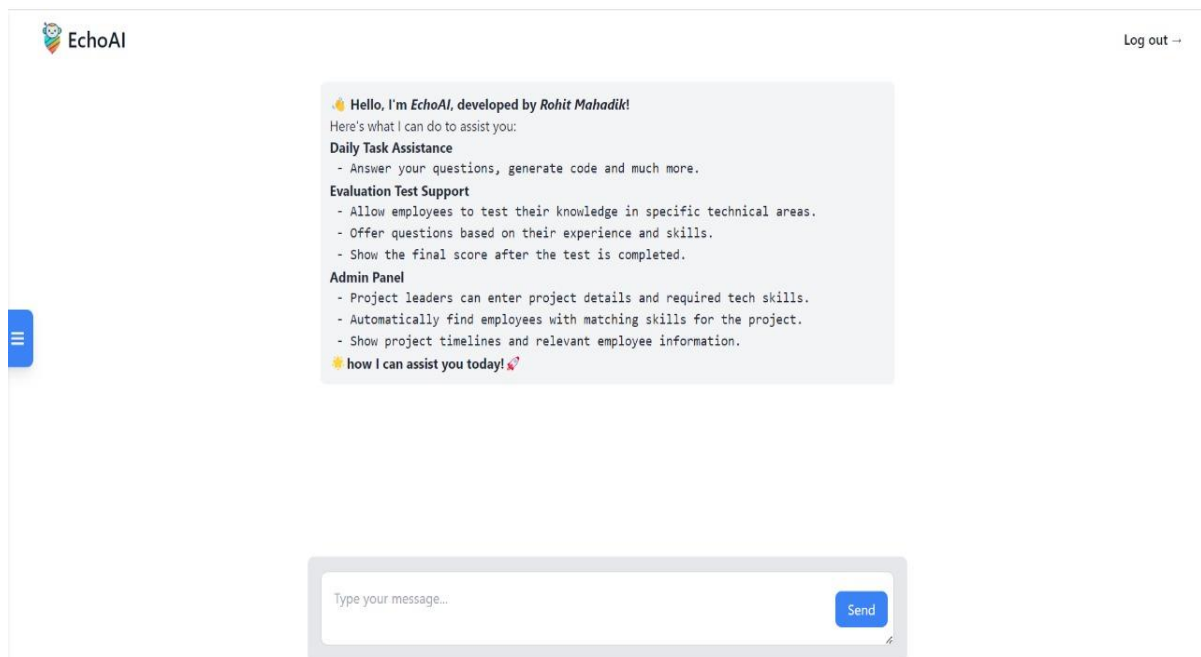 EchoAI
Log out →
👋 Hello, I'm EchoAI, developed by Rohit Mahadik!
Here's what I can do to assist you:
Daily Task Assistance
- Answer your questions, generate code and much more.
Evaluation Test Support
- Allow employees to test their knowledge in specific technical areas.
- Offer questions based on their experience and skills.
- Show the final score after the test is completed.
Admin Panel
- Project leaders can enter project details and required tech skills.
- Automatically find employees with matching skills for the project.
- Show project timelines and relevant employee information.
🌟 how I can assist you today! 🚀
Type your message...
Send